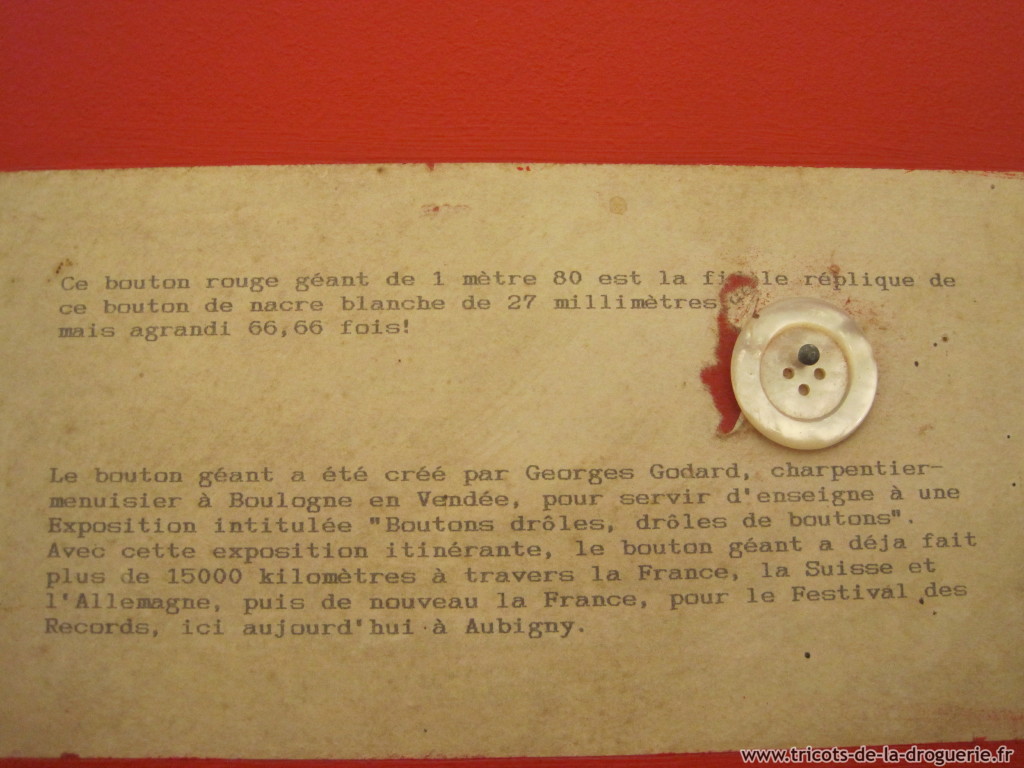 Ce bouton rouge géant de 1 mètre 80 est la fidèle réplique de
ce bouton de nacre blanche de 27 millimètres
mais agrandi 66,66 fois!
Le bouton géant a été créé par Georges Godard, charpentier-
menuisier à Boulogne en Vendée, pour servir d'enseigne à une
Exposition intitulée "Boutons drôles, drôles de boutons".
Avec cette exposition itinérante, le bouton géant a déja fait
plus de 15000 kilomètres à travers la France, la Suisse et
l'Allemagne, puis de nouveau la France, pour le Festival des
Records, ici aujourd'hui à Aubigny.
www.tricots-de-la-droguerie.fr